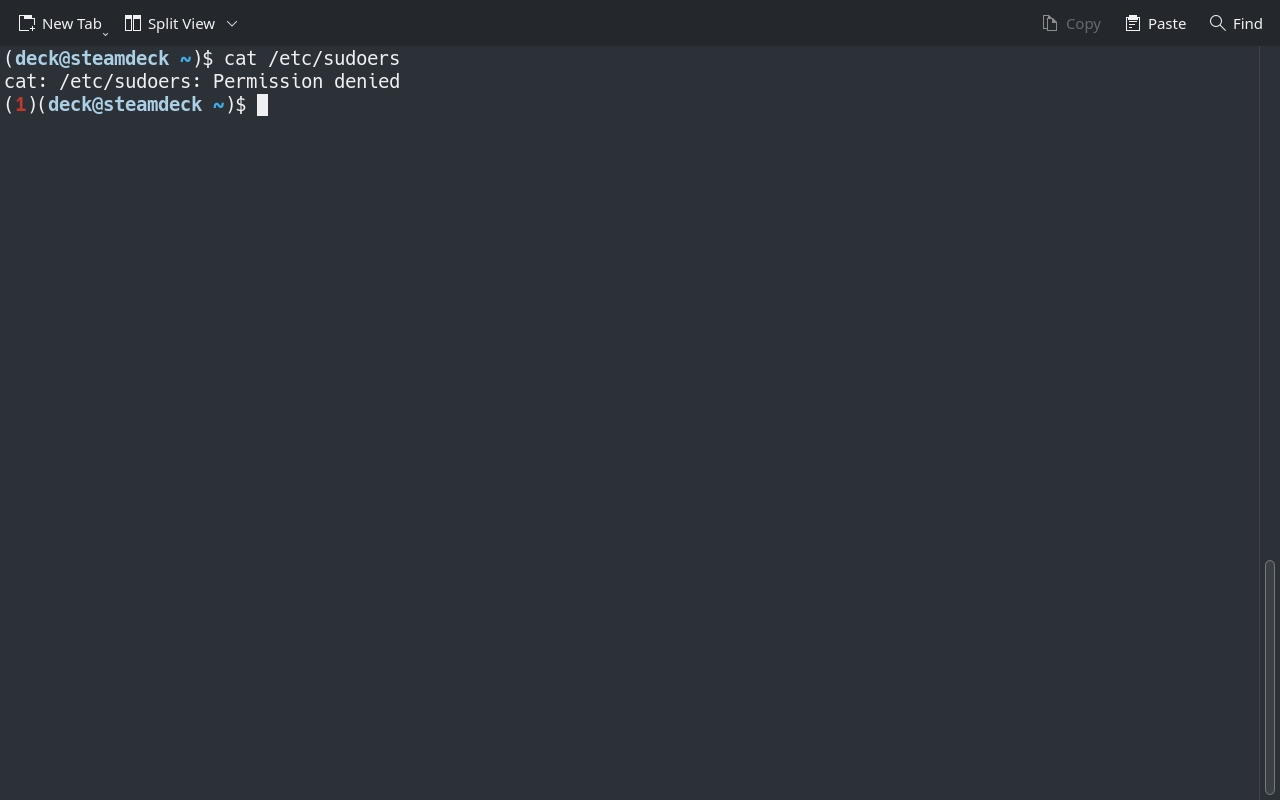 New Tab Split View Copy Paste Find
(deck@steamdeck ~)$ cat /etc/sudoers
cat: /etc/sudoers: Permission denied
(1)(deck@steamdeck ~)$